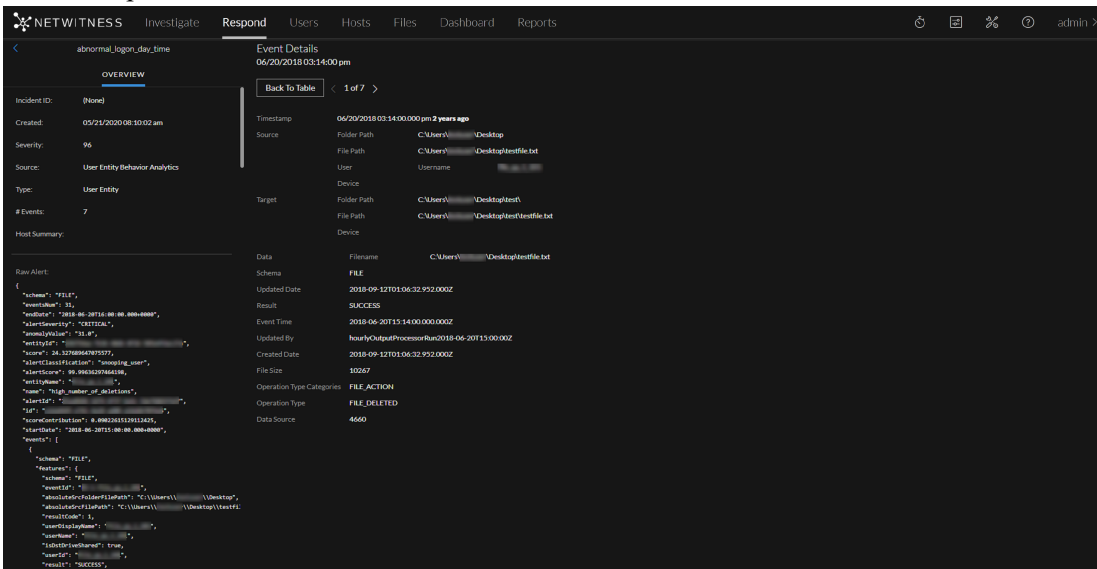 NETWITNESS Investigate Respond Users Hosts Files Dashboard Reports admin >
< abnormal_logon_day_time
OVERVIEW
Incident ID: (None)
Created: 05/21/2020 08:10:02 am
Severity: 96
Source: User Entity Behavior Analytics
Type: User Entity
# Events: 7
Host Summary:
Raw Alert:
{
"schema": "FILE",
"eventsNum": 31,
"endDate": "2018-06-20T16:00:00.000+0000",
"alertSeverity": "CRITICAL",
"anomalyValue": "31.0",
"entityId": "
"score": 24.327689647075577,
"alertClassification": "snooping_user",
"alertScore": 99.99636297464198,
"entityName": "
"name": "high_number_of_deletions",
"alertId": "
"id": "
"scoreContribution": 0.09022615129112425,
"startDate": "2018-06-20T15:00:00.000+0000",
"events": [
{
"schema": "FILE",
"features": {
"schema": "FILE",
"eventId": "
"absoluteSrcFolderFilePath": "C:\\Users\\ \\Desktop",
"absoluteSrcFilePath": "C:\\Users\\ \\Desktop\\testfi
"resultCode": 1,
"userDisplayName": "
"userName": "
"isDstDriveShared": true,
"userId": "
"result": "SUCCESS",
Event Details
06/20/2018 03:14:00 pm
Back To Table < 1 of 7 >
Timestamp 06/20/2018 03:14:00.000 pm 2 years ago
Source Folder Path C:\Users\ \Desktop
File Path C:\Users\ \Desktop\testfile.txt
User Username
Device
Target Folder Path C:\Users\ \Desktop\test\
File Path C:\Users\ \Desktop\test\testfile.txt
Device
Data Filename C:\Users\ \Desktop\testfile.txt
Schema FILE
Updated Date 2018-09-12T01:06:32.952.000Z
Result SUCCESS
Event Time 2018-06-20T15:14:00.000.000Z
Updated By hourlyOutputProcessorRun2018-06-20T15:00:00Z
Created Date 2018-09-12T01:06:32.952.000Z
File Size 10267
Operation Type Categories FILE_ACTION
Operation Type FILE_DELETED
Data Source 4660